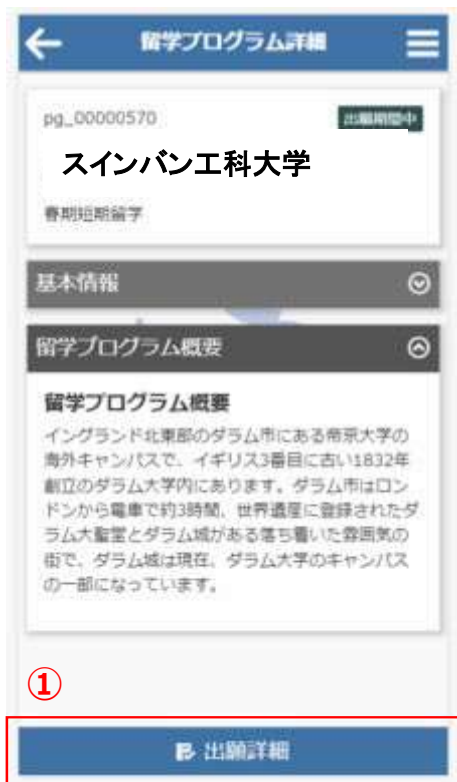 留学プログラム詳細
pg_00000570
出願期間中
スインバン工科大学
春期短期留学
基本情報
留学プログラム概要
留学プログラム概要
イングランド北東部のダラム市にある帝京大学の
海外キャンパスで、イギリス3番目に古い1832年
創立のダラム大学内にあります。ダラム市はロン
ドンから電車で約3時間、世界遺産に登録されたダ
ラム大聖堂とダラム城がある落ち着いた雰囲気の
街で、ダラム城は現在、ダラム大学のキャンパス
の一部になっています。
①
出願詳細